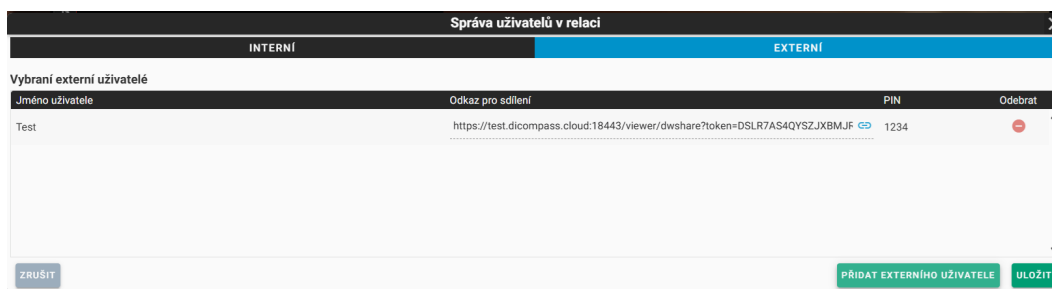 Správa uživatelů v relaci
INTERNÍ EXTERNÍ
Vybraní externí uživatelé
Jméno uživatele Odkaz pro sdílení PIN Odebrat
Test https://test.dicompass.cloud:18443/viewer/dwshare?token=DSLR7AS4QYSZJXBMJF 1234
ZRUŠIT PŘIDAT EXTERNÍHO UŽIVATELE ULOŽIT